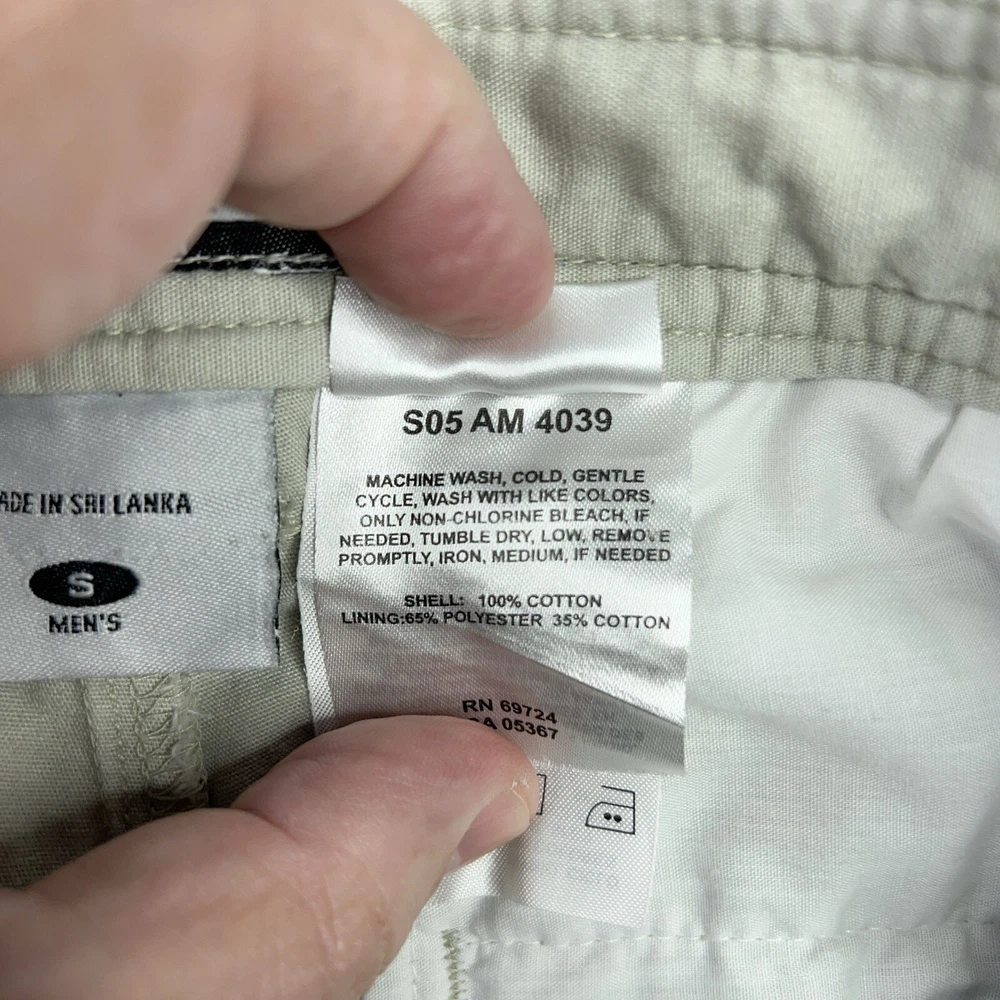 S05 AM 4039
MACHINE WASH, COLD, GENTLE
CYCLE, WASH WITH LIKE COLORS,
ONLY NON-CHLORINE BLEACH, IF
NEEDED, TUMBLE DRY, LOW, REMOVE
PROMPTLY, IRON, MEDIUM, IF NEEDED
SHELL: 100% COTTON
LINING:65% POLYESTER 35% COTTON
RN 69724
05367
ADE IN SRI LANKA
S
MEN'S